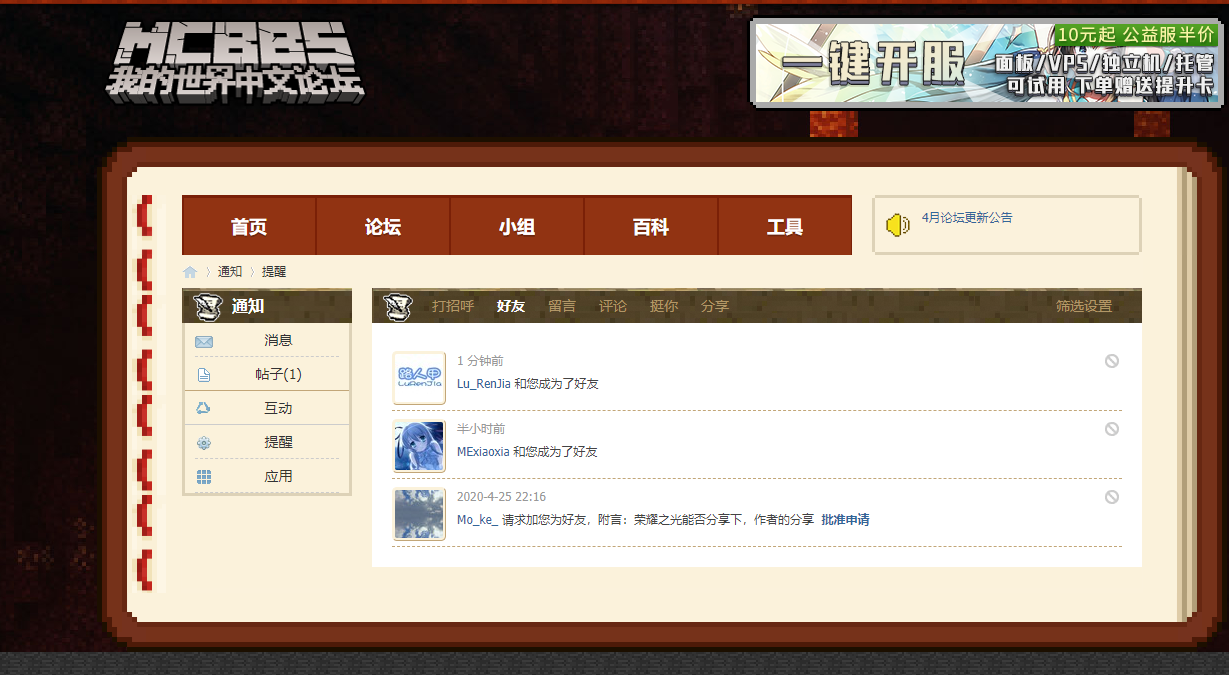 MCBBS
我的世界中文论坛
10元起 公益服半价
一键开服
面板/VPS/独立机/托管
可试用 下单赠送提升卡
首页 论坛 小组 百科 工具
4月论坛更新公告
通知 提醒
通知
消息
帖子(1)
互动
提醒
应用
打招呼 好友 留言 评论 挺你 分享 筛选设置
路人甲
LuRenJia
1 分钟前
Lu_RenJia 和您成为了好友
半小时前
MExiaoxia 和您成为了好友
2020-4-25 22:16
Mo_ke_ 请求加您为好友，附言：荣耀之光能否分享下，作者的分享 批准申请